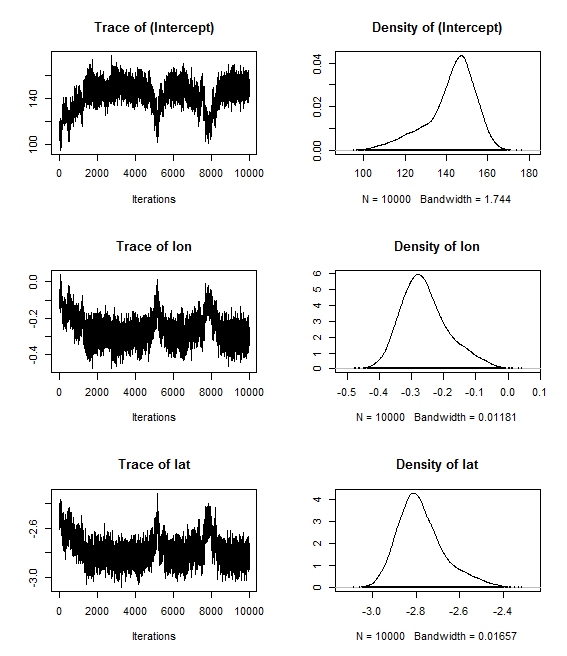 Trace of (Intercept)
100
140
0 2000 4000 6000 8000 10000
Iterations
Density of (Intercept)
0.00
0.02
0.04
100 120 140 160 180
N = 10000 Bandwidth = 1.744
Trace of lon
-0.4
-0.2
0.0
0 2000 4000 6000 8000 10000
Iterations
Density of lon
0
1
2
3
4
5
6
-0.5 -0.4 -0.3 -0.2 -0.1 0.0 0.1
N = 10000 Bandwidth = 0.01181
Trace of lat
-3.0
-2.6
0 2000 4000 6000 8000 10000
Iterations
Density of lat
0
1
2
3
4
-3.0 -2.8 -2.6 -2.4
N = 10000 Bandwidth = 0.01657